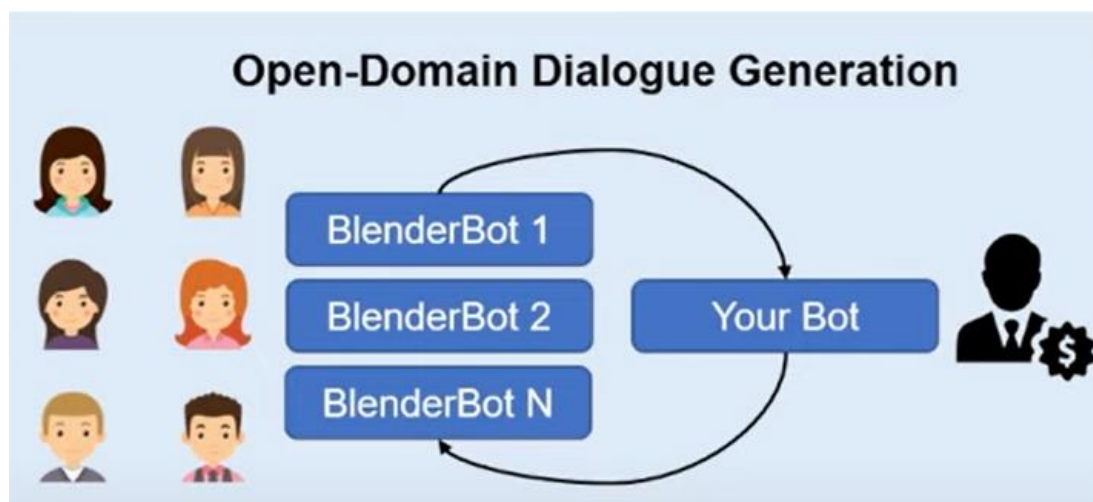 Open-Domain Dialogue Generation
BlenderBot 1
BlenderBot 2
BlenderBot N
Your Bot
$